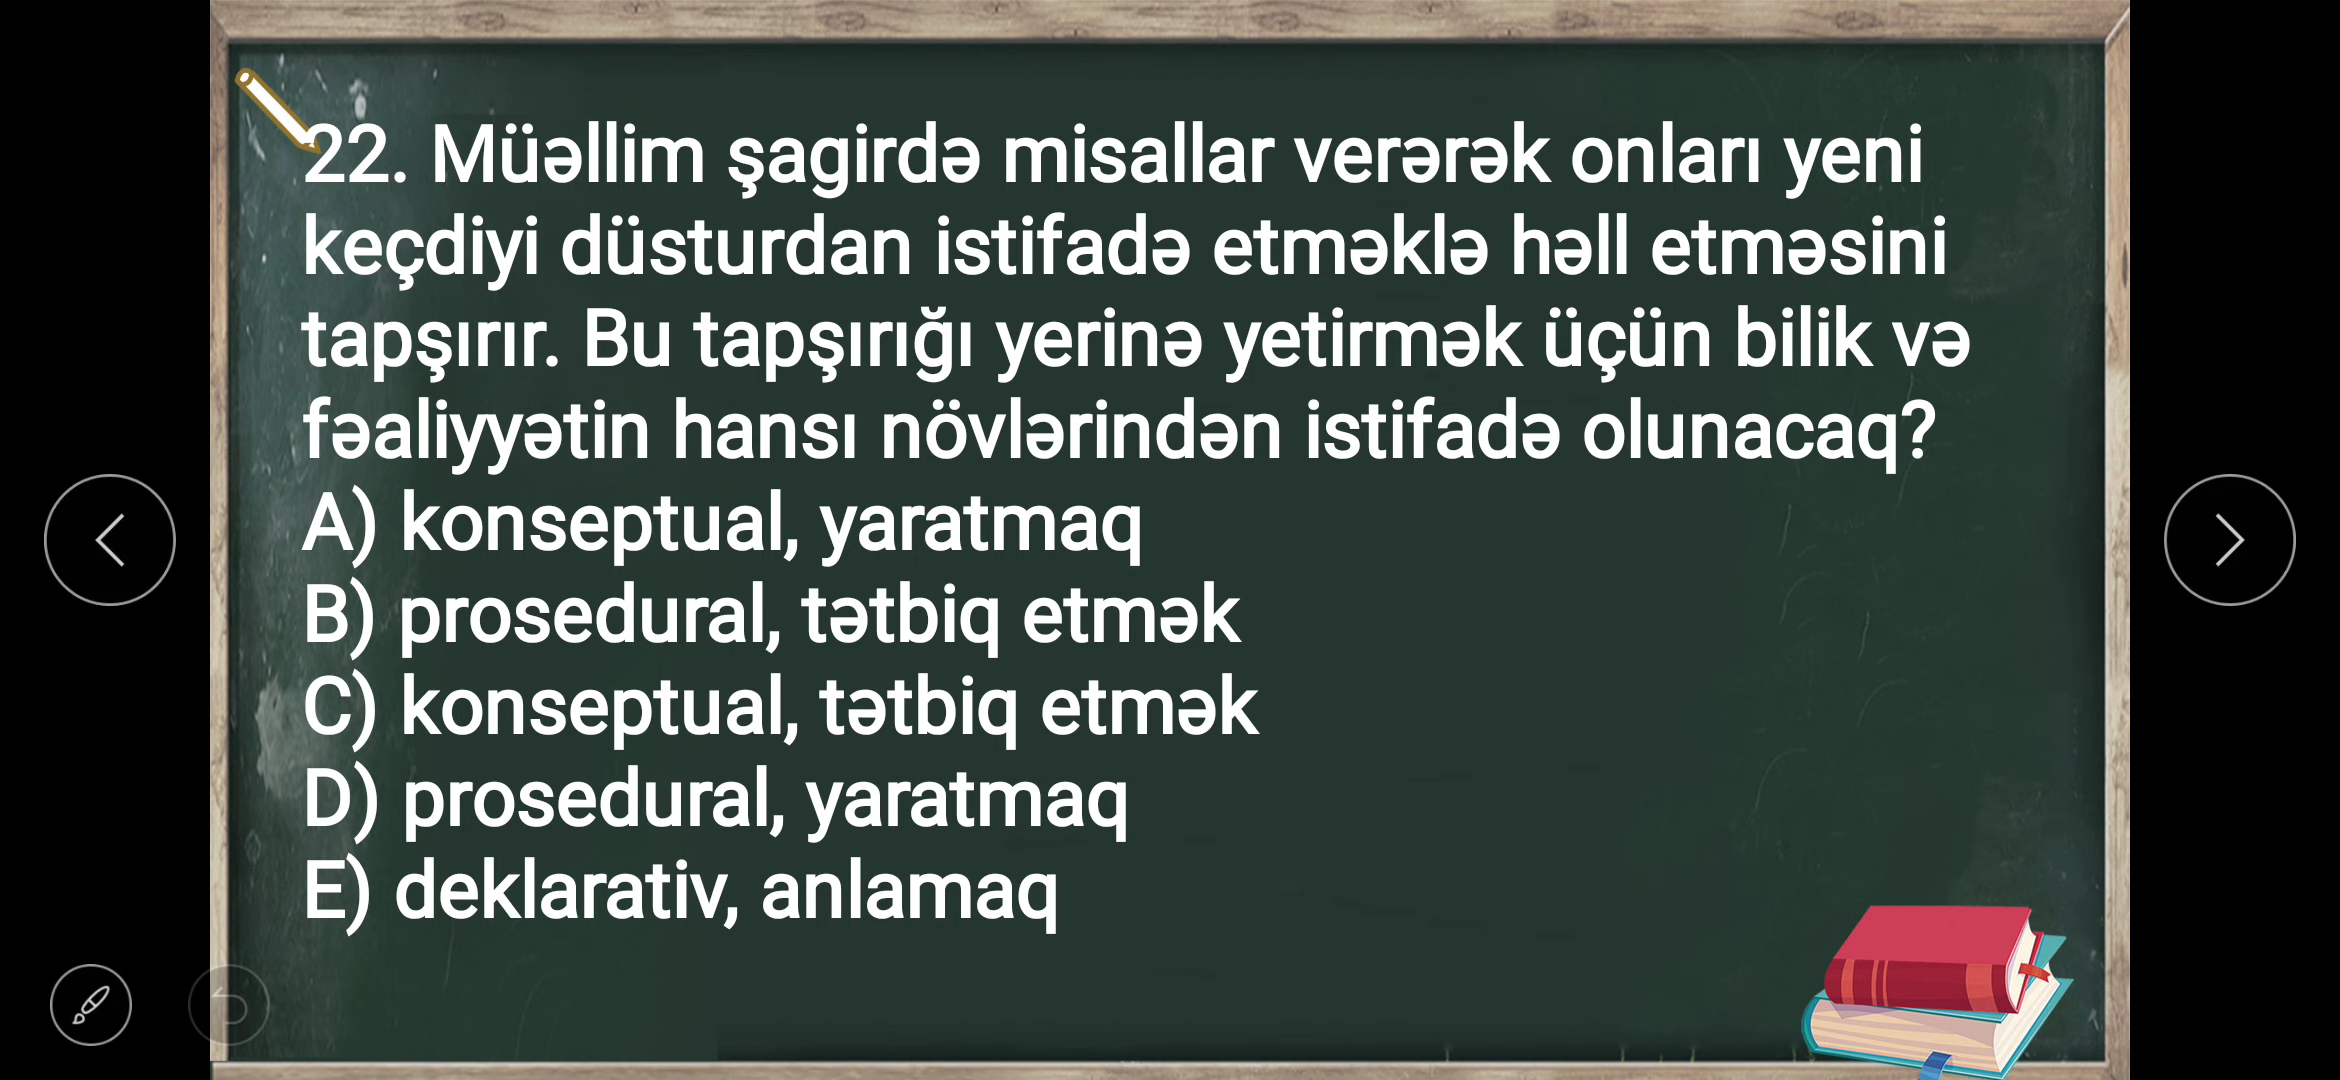 22. Müəllim şagirdə misallar verərək onları yeni
keçdiyi düsturdan istifadə etməklə həll etməsini
tapşırır. Bu tapşırığı yerinə yetirmək üçün bilik və
fəaliyyətin hansı növlərindən istifadə olunacaq?
A) konseptual, yaratmaq
B) prosedural, tətbiq etmək
C) konseptual, tətbiq etmək
D) prosedural, yaratmaq
E) deklarativ, anlamaq